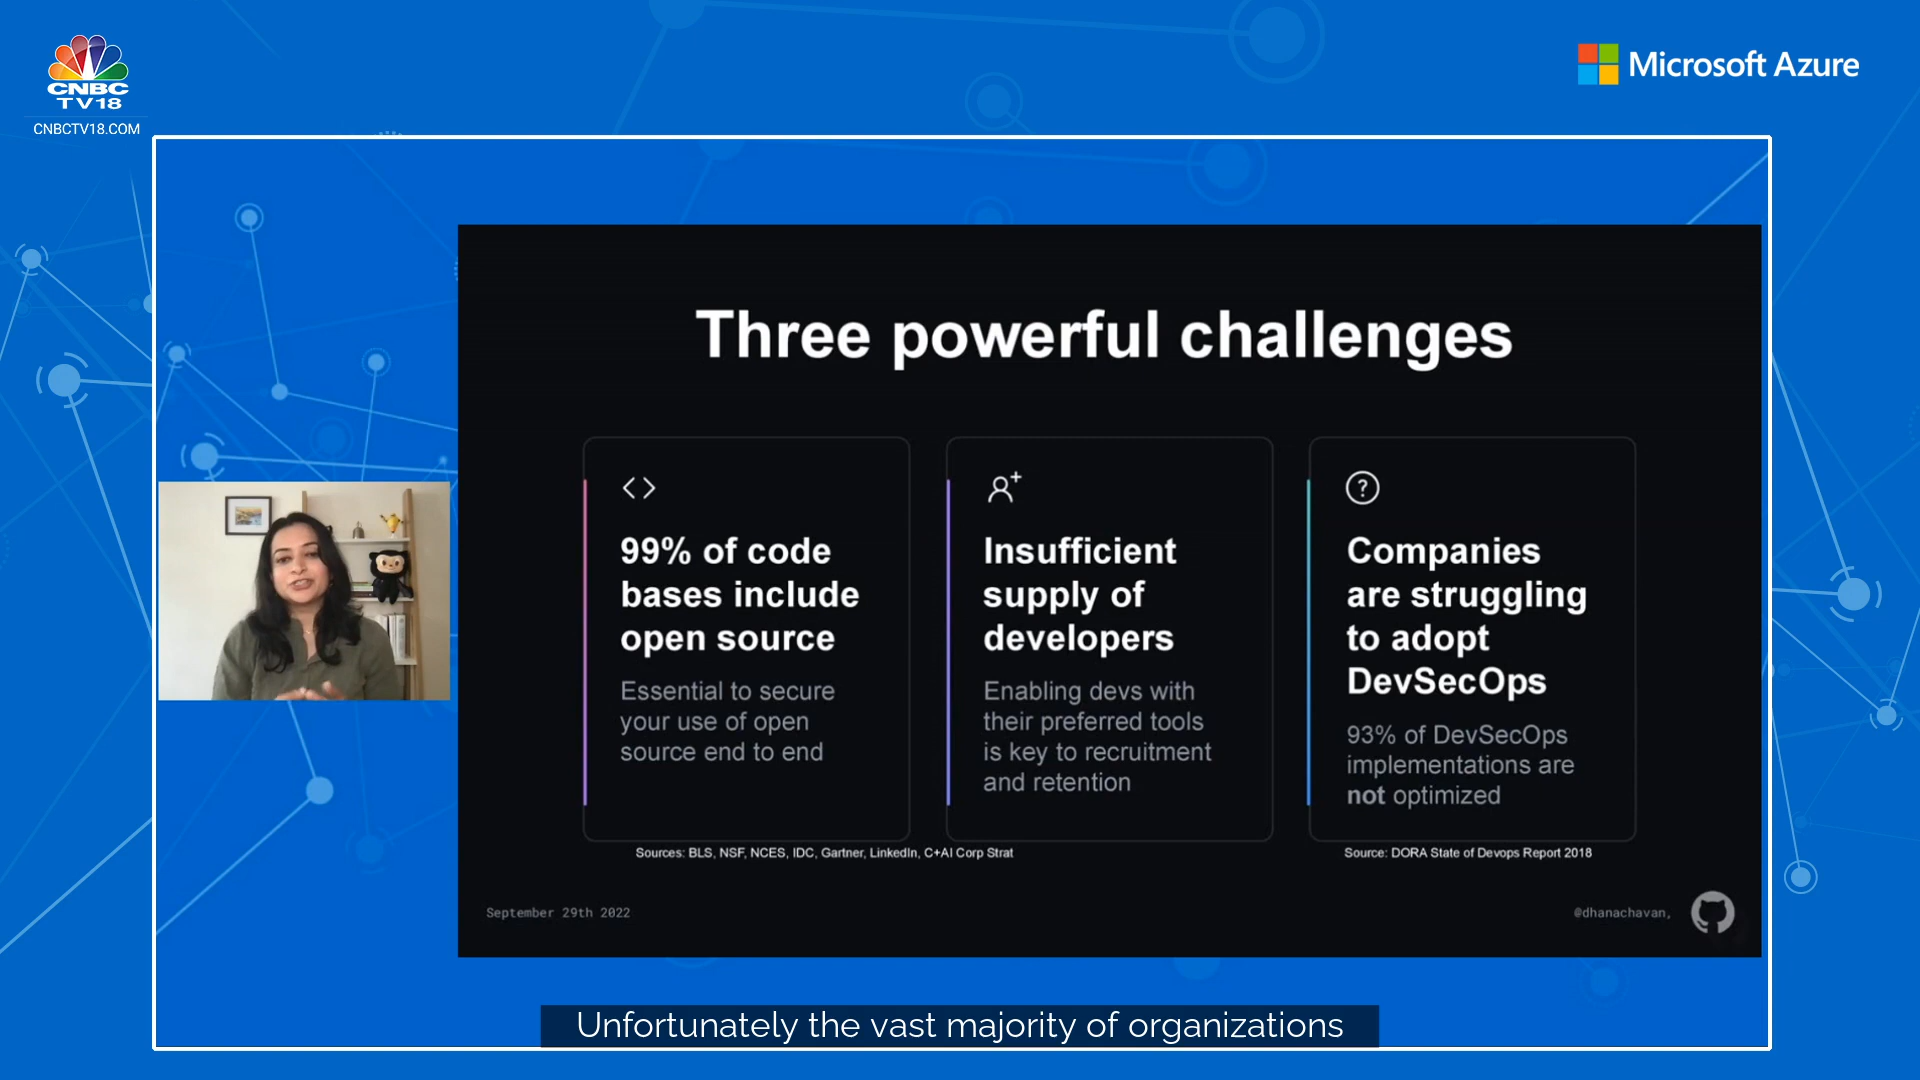 CNBC
TV18
CNBCTV18.COM
Microsoft Azure
Three powerful challenges
99% of code
bases include
open source
Essential to secure
your use of open
source end to end
Insufficient
supply of
developers
Enabling devs with
their preferred tools
is key to recruitment
and retention
Companies
are struggling
to adopt
DevSecOps
93% of DevSecOps
implementations are
not optimized
Sources: BLS, NSF, NCES, IDC, Gartner, LinkedIn, C+AI Corp Strat
Source: DORA State of Devops Report 2018
September 29th 2022
@dhanachavan,
Unfortunately the vast majority of organizations